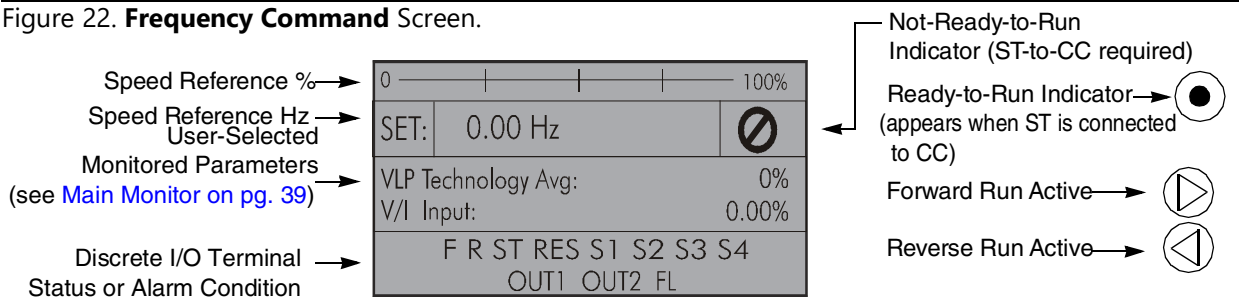 Figure 22. Frequency Command Screen.
Speed Reference %
Speed Reference Hz
User-Selected
Monitored Parameters
(see Main Monitor on pg. 39)
Discrete I/O Terminal
Status or Alarm Condition
0 100%
SET: 0.00 Hz
VLP Technology Avg: 0%
V/I Input: 0.00%
F R ST RES S1 S2 S3 S4
OUT1 OUT2 FL
Not-Ready-to-Run
Indicator (ST-to-CC required)
Ready-to-Run Indicator
(appears when ST is connected
to CC)
Forward Run Active
Reverse Run Active